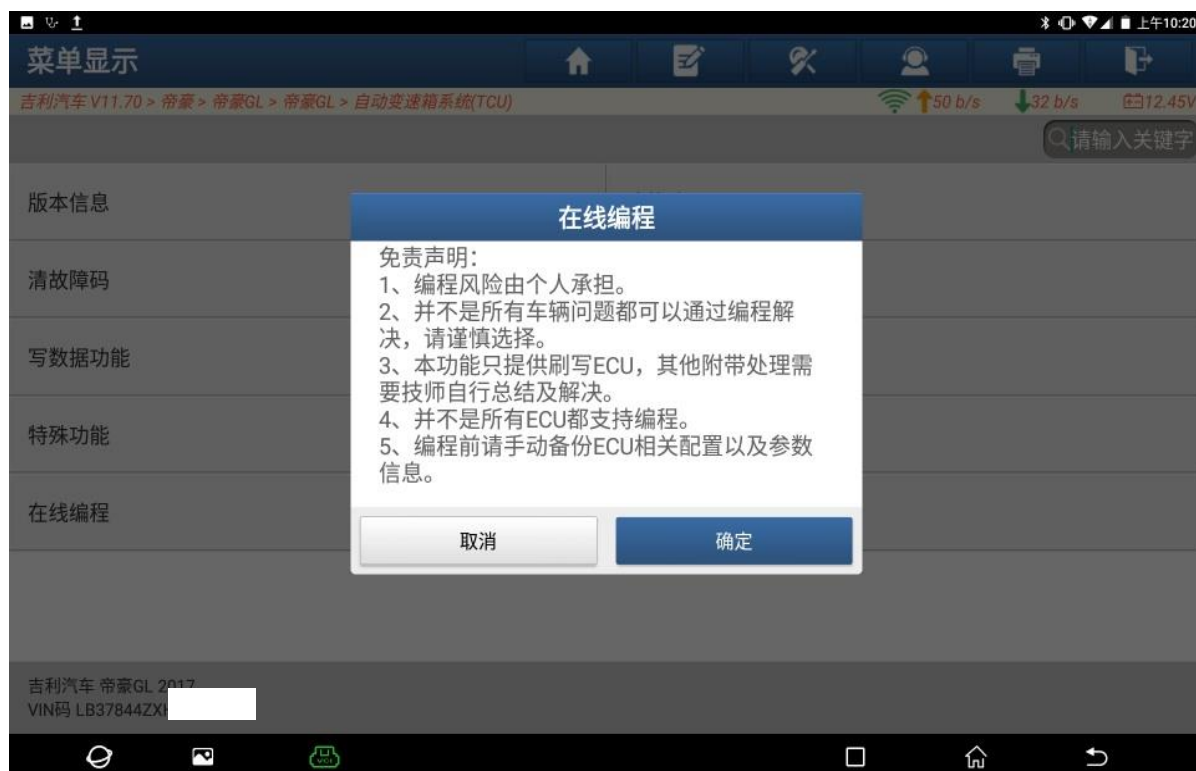 上午10:20
菜单显示
吉利汽车 V11.70 > 帝豪 > 帝豪GL > 帝豪GL > 自动变速箱系统(TCU)
50 b/s
32 b/s
12.45V
请输入关键字
版本信息
清故障码
写数据功能
特殊功能
在线编程
在线编程
免责声明：
1、编程风险由个人承担。
2、并不是所有车辆问题都可以通过编程解
决，请谨慎选择。
3、本功能只提供刷写ECU，其他附带处理需
要技师自行总结及解决。
4、并不是所有ECU都支持编程。
5、编程前请手动备份ECU相关配置以及参数
信息。
取消
确定
吉利汽车 帝豪GL 2017
VIN码 LB37844ZX
VCI